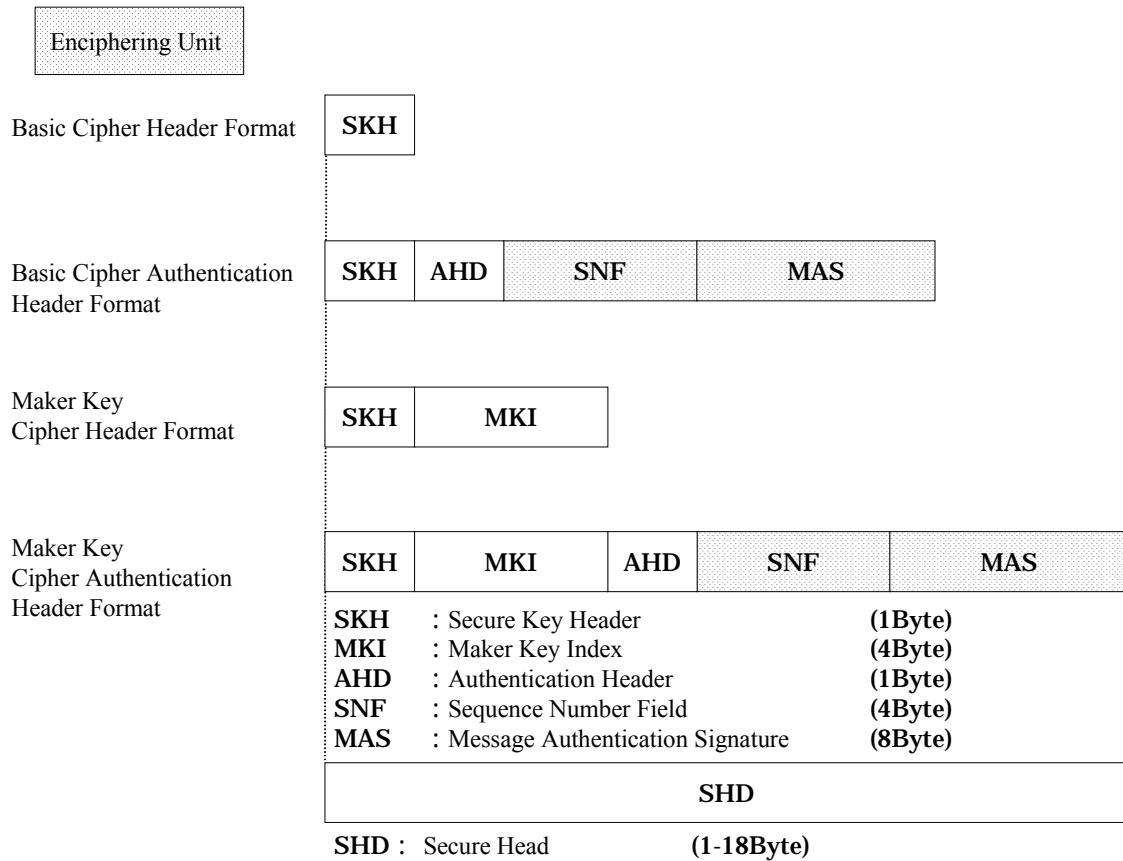 Enciphering Unit
Basic Cipher Header Format
SKH
Basic Cipher Authentication
Header Format
SKH AHD SNF MAS
Maker Key
Cipher Header Format
SKH MKI
Maker Key
Cipher Authentication
Header Format
SKH MKI AHD SNF MAS
SKH : Secure Key Header (1Byte)
MKI : Maker Key Index (4Byte)
AHD : Authentication Header (1Byte)
SNF : Sequence Number Field (4Byte)
MAS : Message Authentication Signature (8Byte)
SHD
SHD : Secure Head (1-18Byte)